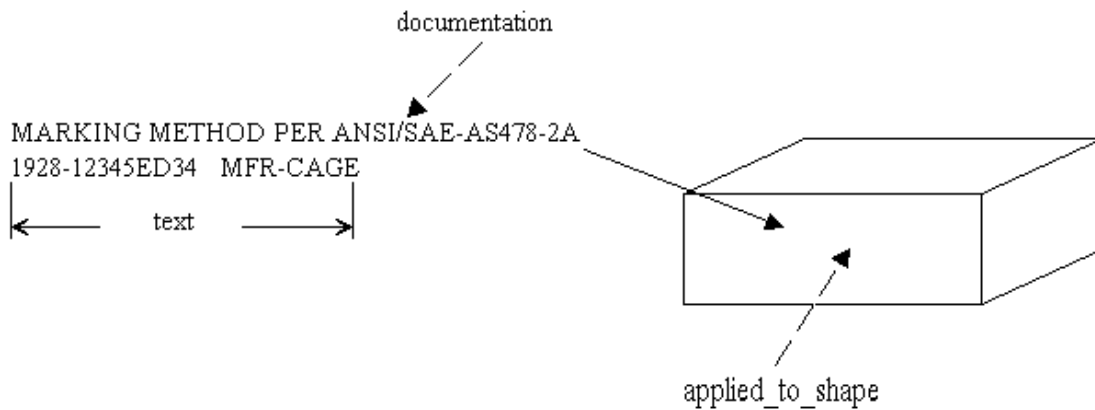 documentation
MARKING METHOD PER ANSI/SAE-AS478-2A
1928-12345ED34 MFR-CAGE
text
applied_to_shape